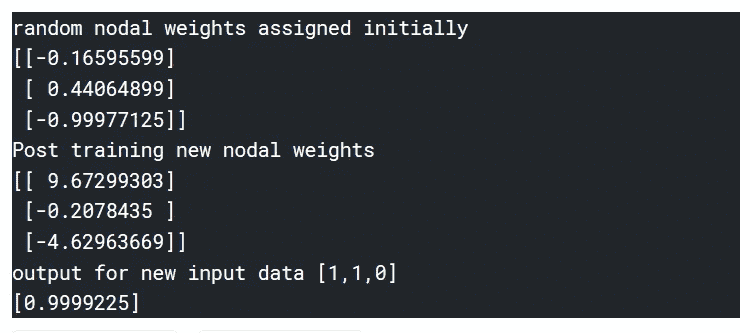 random nodal weights assigned initially
[[-0.16595599]
[ 0.44064899]
[-0.99977125]]
Post training new nodal weights
[[ 9.67299303]
[-0.2078435 ]
[-4.62963669]]
output for new input data [1,1,0]
[0.9999225]